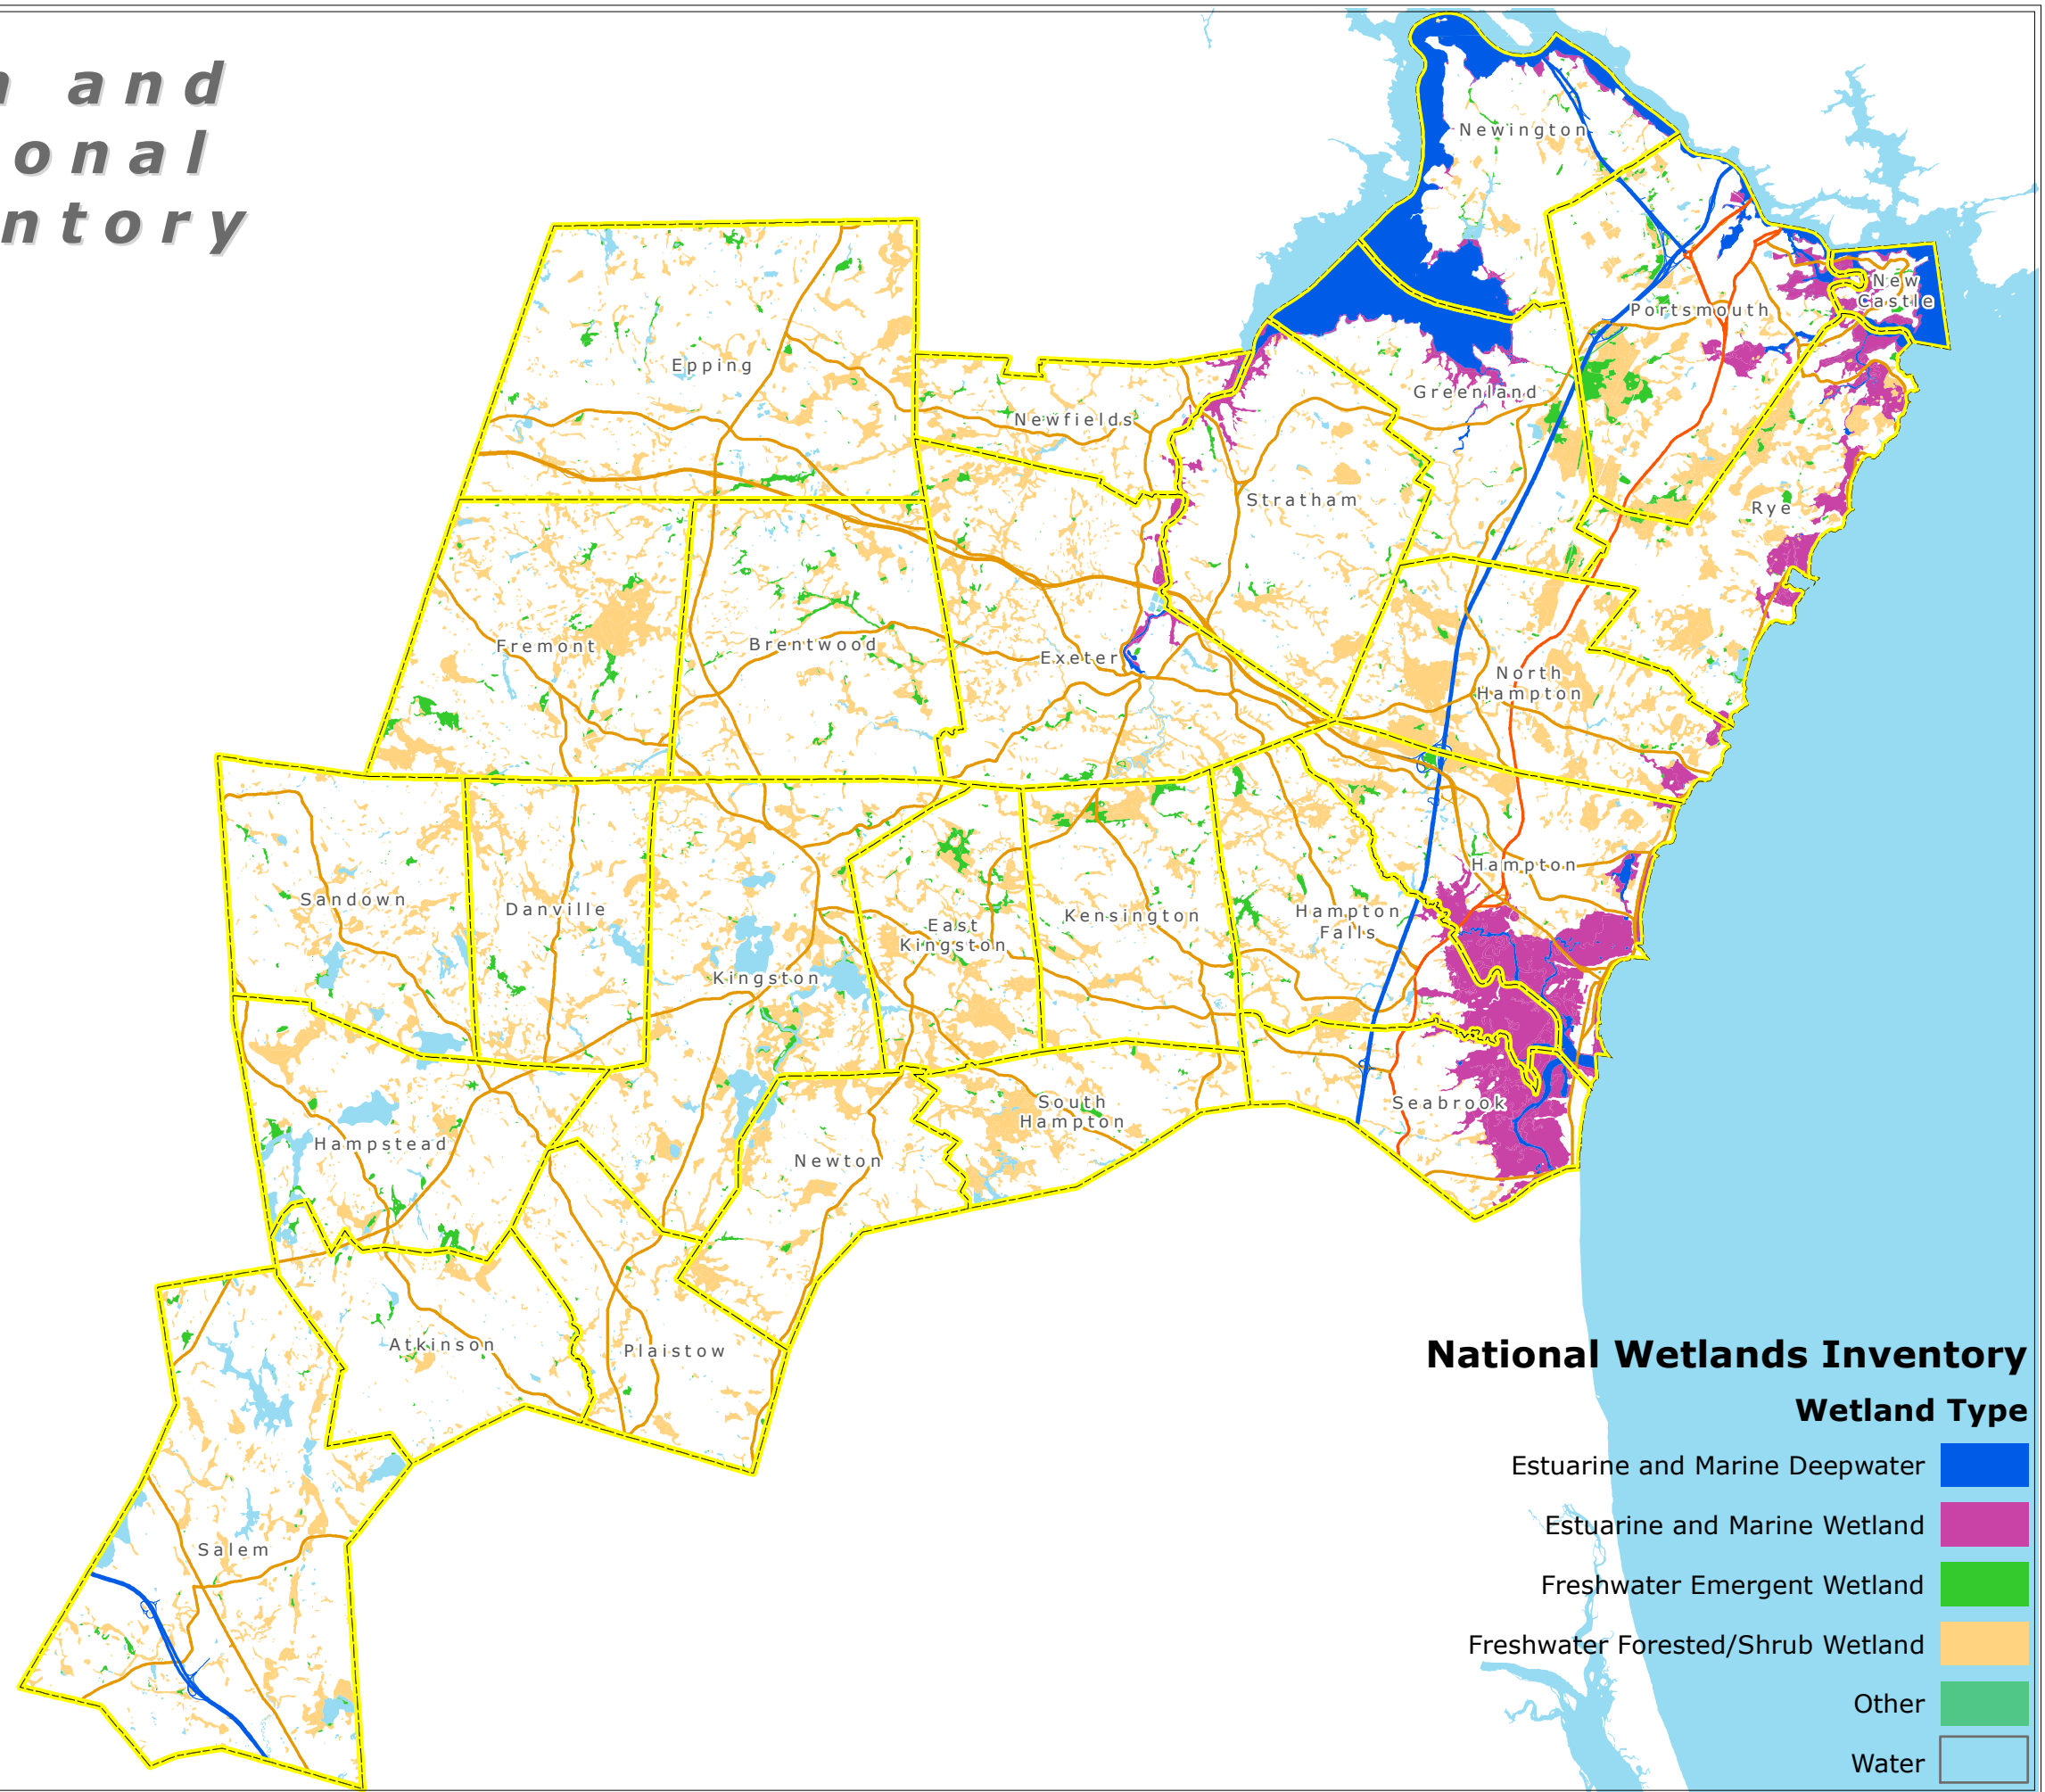 and
onal
ntory
Newington
New
Castle
Portsmouth
Epping
Greenland
Newfields
Stratham
Rye
Fremont
Brentwood
Exeter
North
Hampton
Hampton
Sandown
Danville
East
Kingston
Kensington
Hampton
Falls
Kingston
South
Hampton
Seabrook
Hampstead
Newton
Atkinson
Plaistow
Salem
National Wetlands Inventory
Wetland Type
Estuarine and Marine Deepwater
Estuarine and Marine Wetland
Freshwater Emergent Wetland
Freshwater Forested/Shrub Wetland
Other
Water